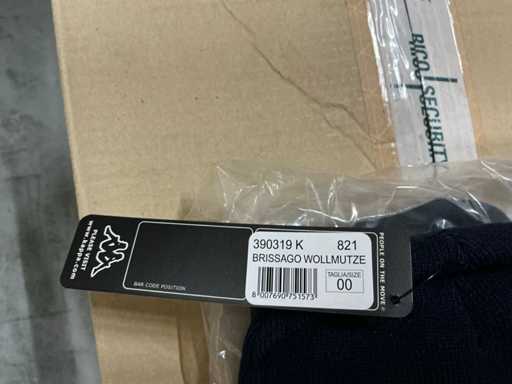 RICO SECURIT
PLEASE VISIT
www.kappa.com
BAR CODE POSITION
390319 K 821
BRISSAGO WOLLMUTZE
TAGLIA/SIZE
00
8 007690 751573
PEOPLE ON THE MOVE